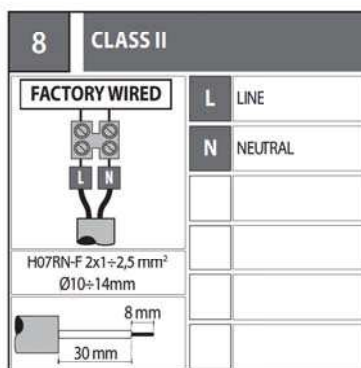 8 CLASS II
FACTORY WIRED
L LINE
N NEUTRAL
L N
H07RN-F 2x1÷2,5 mm²
Ø10÷14mm
8 mm
30 mm